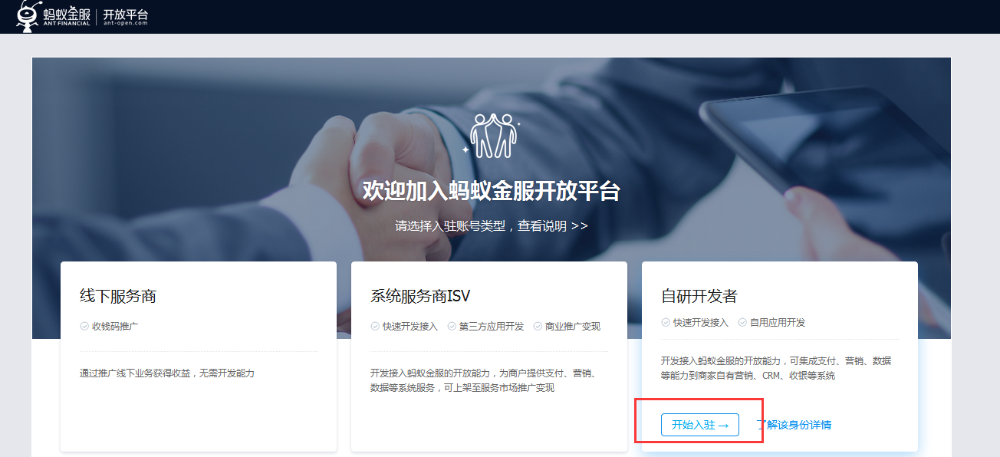 蚂蚁金服
ANT FINANCIAL
开放平台
ant-open.com
欢迎加入蚂蚁金服开放平台
请选择入驻账号类型，查看说明 >>
线下服务商
收钱码推广
通过推广线下业务获得收益，无需开发能力
系统服务商ISV
快速开发接入 第三方应用开发 商业推广变现
开发接入蚂蚁金服的开放能力，为商户提供支付、营销、
数据等系统服务，可上架至服务市场推广变现
自研开发者
快速开发接入 自用应用开发
开发接入蚂蚁金服的开放能力，可集成支付、营销、数据
等能力到商家自有营销、CRM、收银等系统
开始入驻 → 了解该身份详情